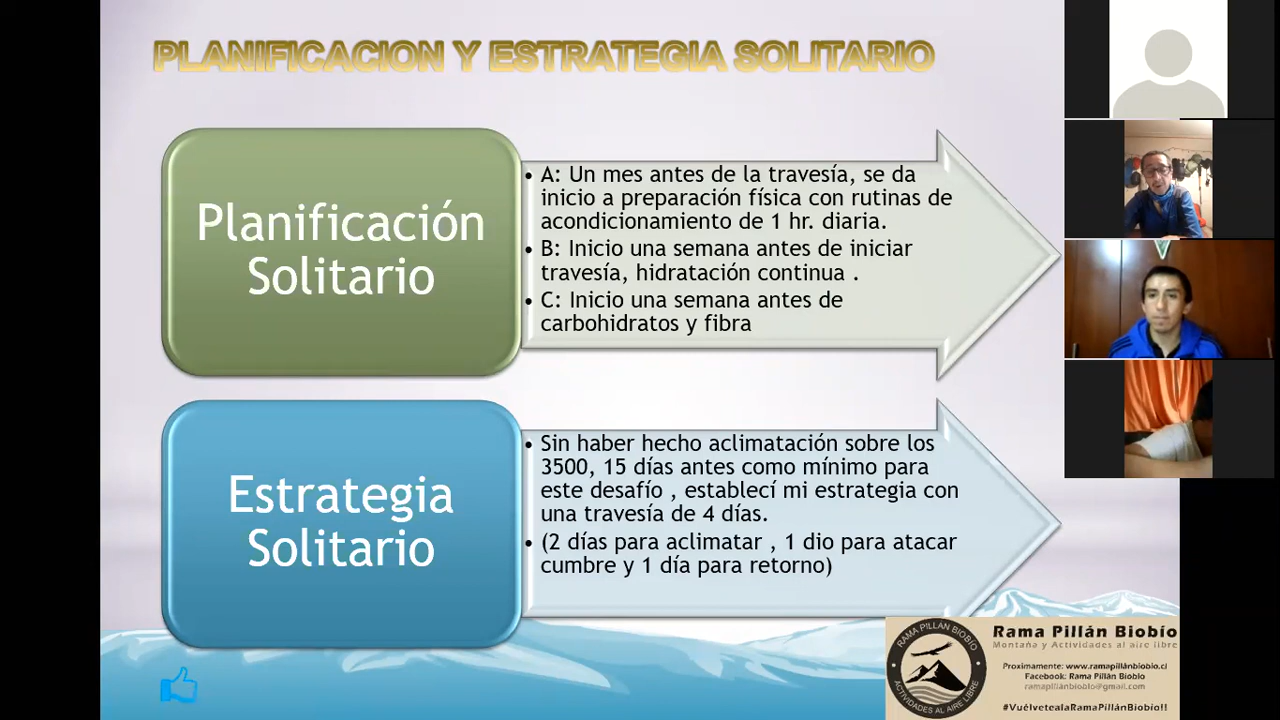 PLANIFICACION Y ESTRATEGIA SOLITARIO
Planificación
Solitario
• A: Un mes antes de la travesía, se da
inicio a preparación física con rutinas de
acondicionamiento de 1 hr. diaria.
• B: Inicio una semana antes de iniciar
travesía, hidratación continua .
• C: Inicio una semana antes de
carbohidratos y fibra
Estrategia
Solitario
• Sin haber hecho aclimatación sobre los
3500, 15 días antes como mínimo para
este desafío , establecí mi estrategia con
una travesía de 4 días.
• (2 días para aclimatar , 1 dio para atacar
cumbre y 1 día para retorno)
RAMA PILLÁN BIOBÍO
ACTIVIDADES AL AIRE LIBRE
Rama Pillán Biobío
Montaña y Actividades al aire libre
Proximamente: www.ramapillánbiobio.cl
Facebook: Rama Pillán Biobío
ramapillanbiobio@gmail.com
#VuélvetealaRamaPillánBiobío!!